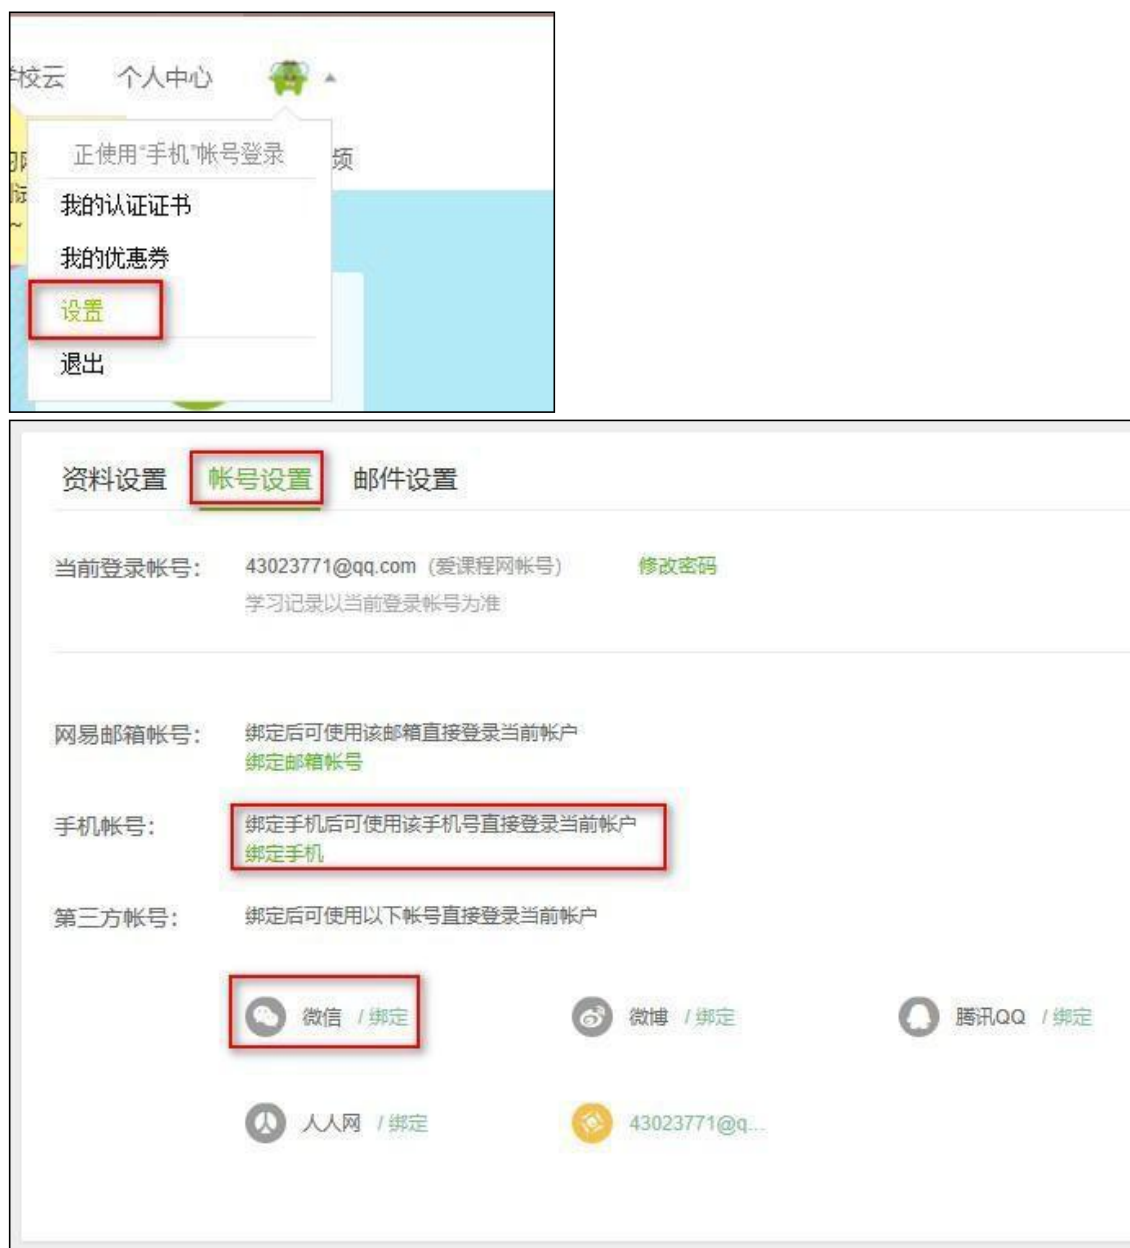 校云 个人中心
正使用“手机”帐号登录
频
我的认证证书
~
我的优惠券
设置
退出
资料设置 帐号设置 邮件设置
当前登录帐号: 43023771@qq.com (爱课程网帐号) 修改密码
学习记录以当前登录帐号为准
网易邮箱帐号: 绑定后可使用该邮箱直接登录当前帐户
绑定邮箱帐号
手机帐号: 绑定手机后可使用该手机号直接登录当前帐户
绑定手机
第三方帐号: 绑定后可使用以下帐号直接登录当前帐户
微信 / 绑定 微博 / 绑定 腾讯QQ / 绑定
人人网 / 绑定 43023771@q...